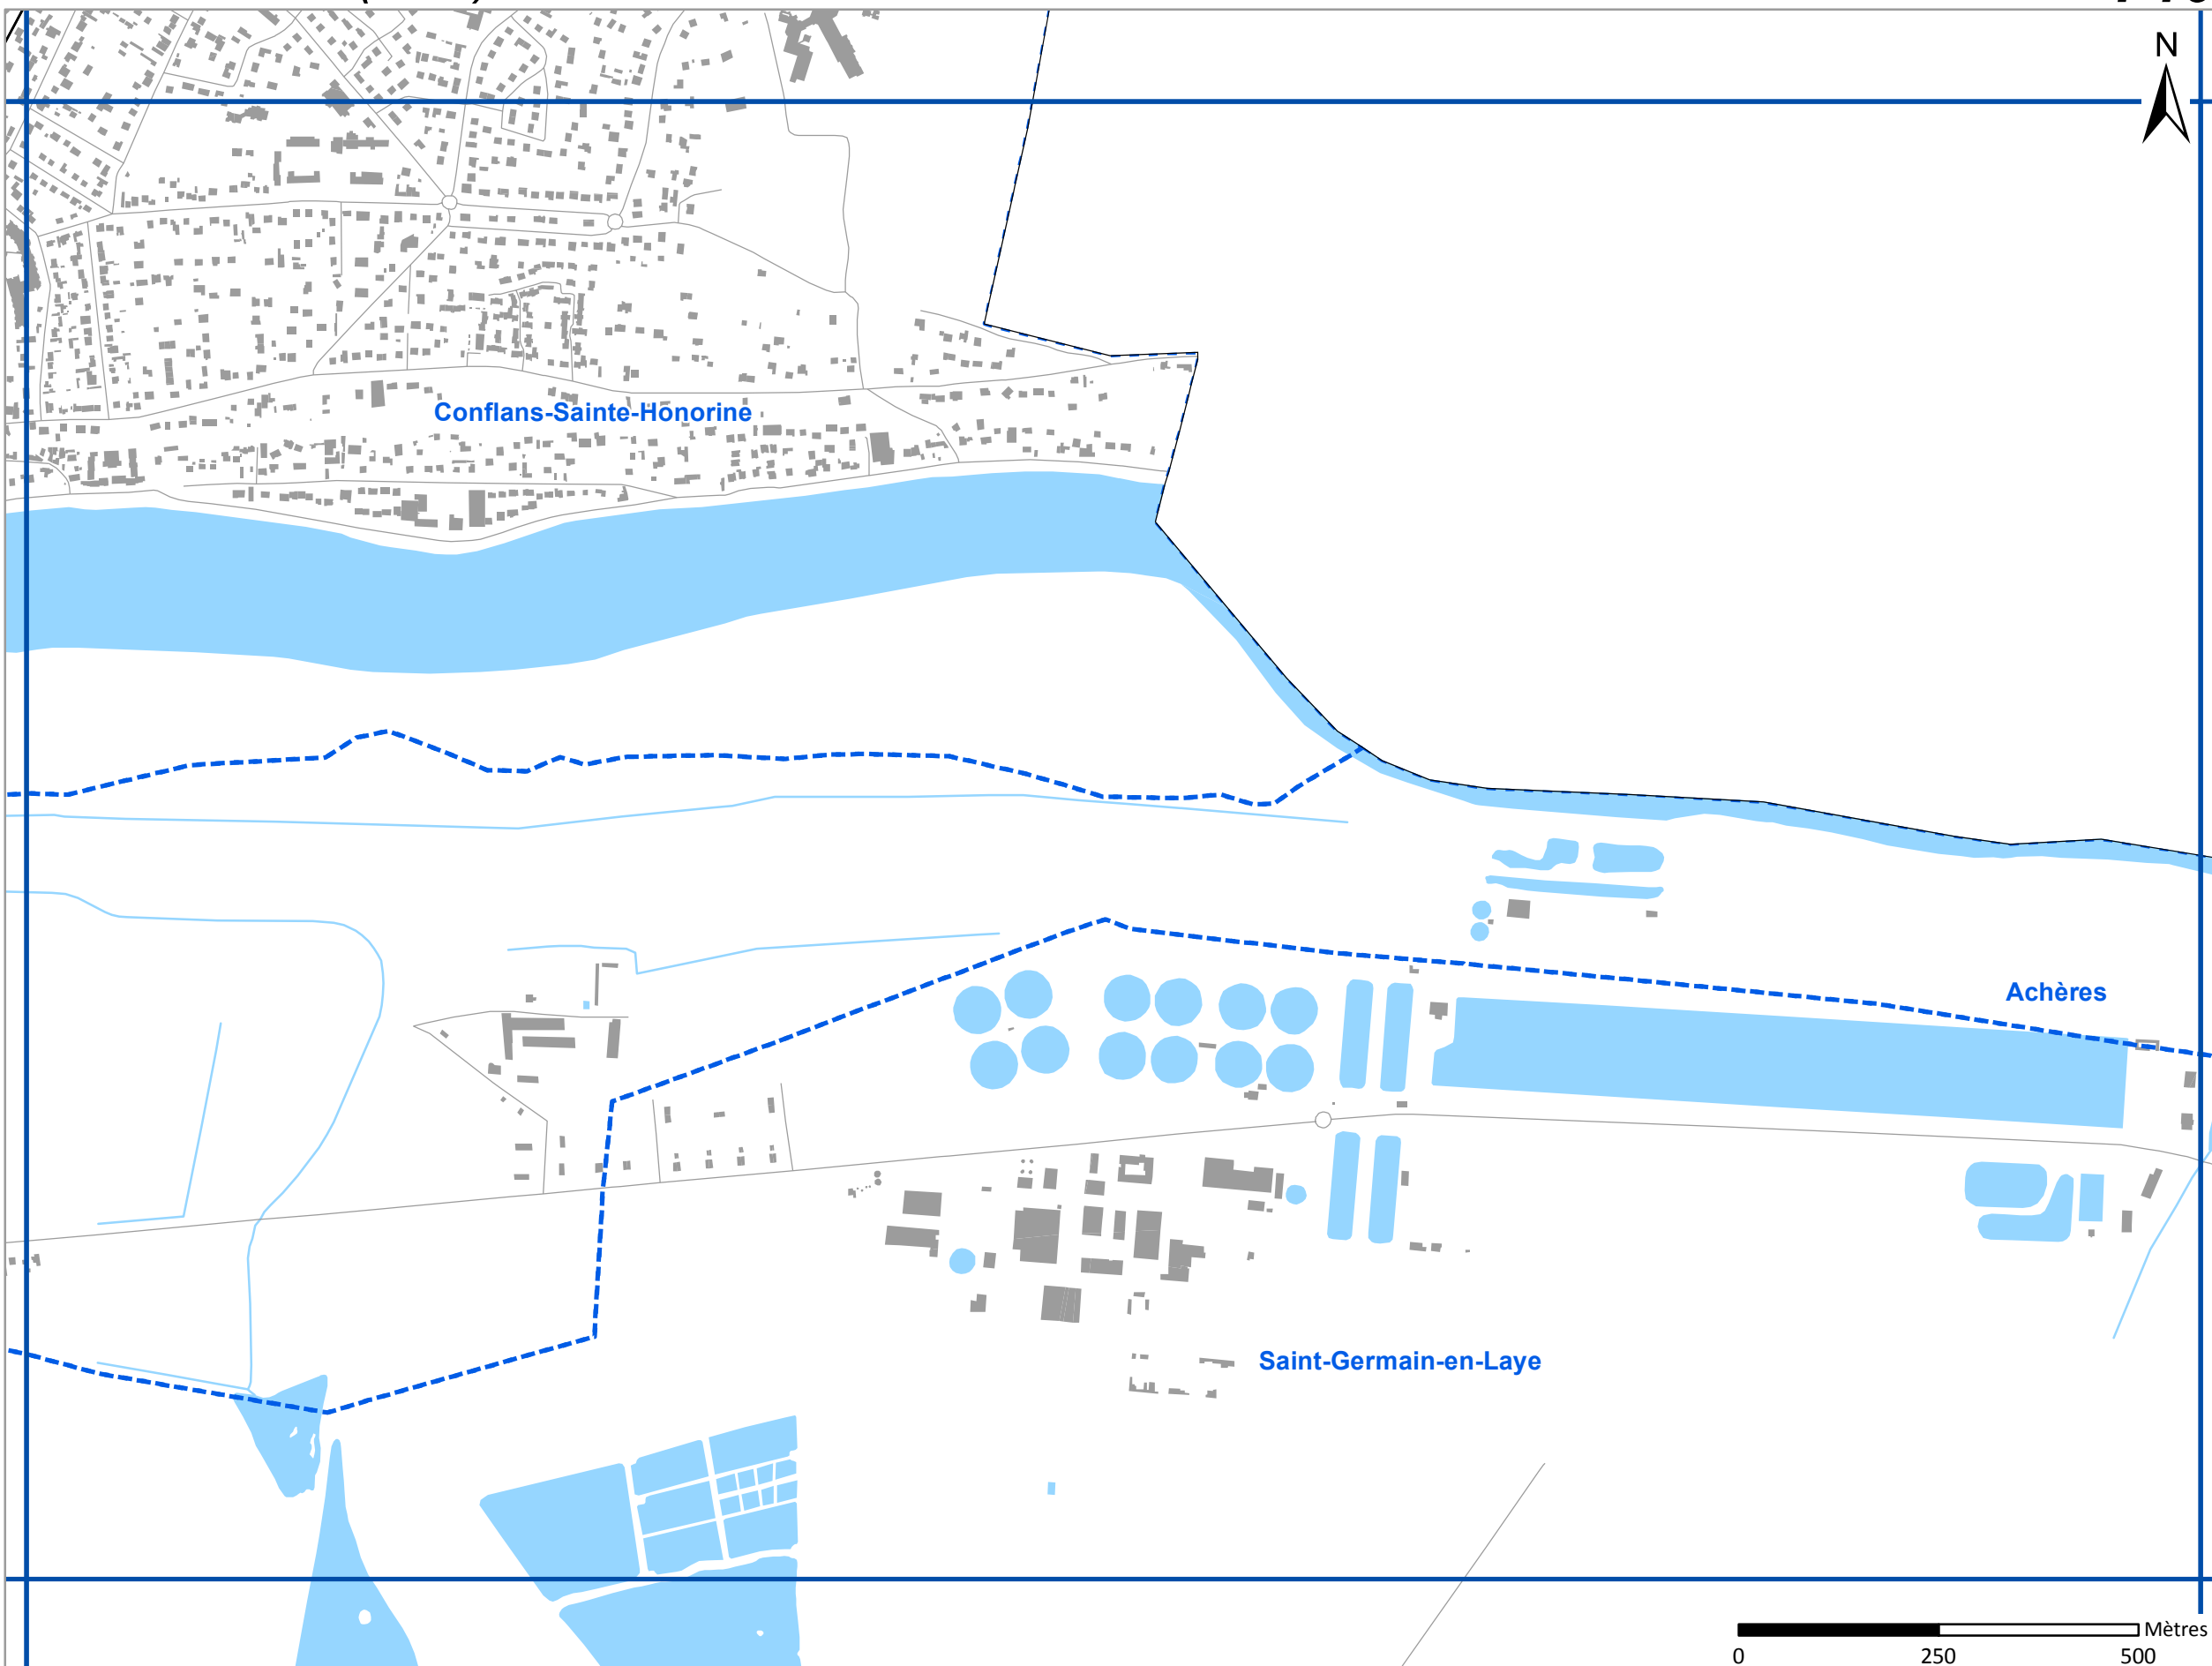 N
Conflans-Sainte-Honorine
Achères
Saint-Germain-en-Laye
Mètres
0 250 500